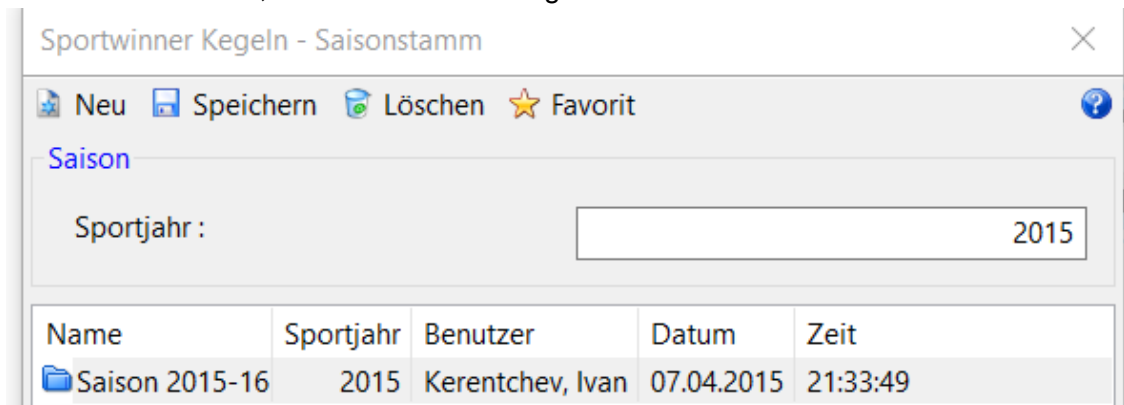 Sportwinner Kegeln - Saisonstamm
Neu Speichern Löschen Favorit
Saison
Sportjahr : 2015
Name Sportjahr Benutzer Datum Zeit
Saison 2015-16 2015 Kerentchev, Ivan 07.04.2015 21:33:49